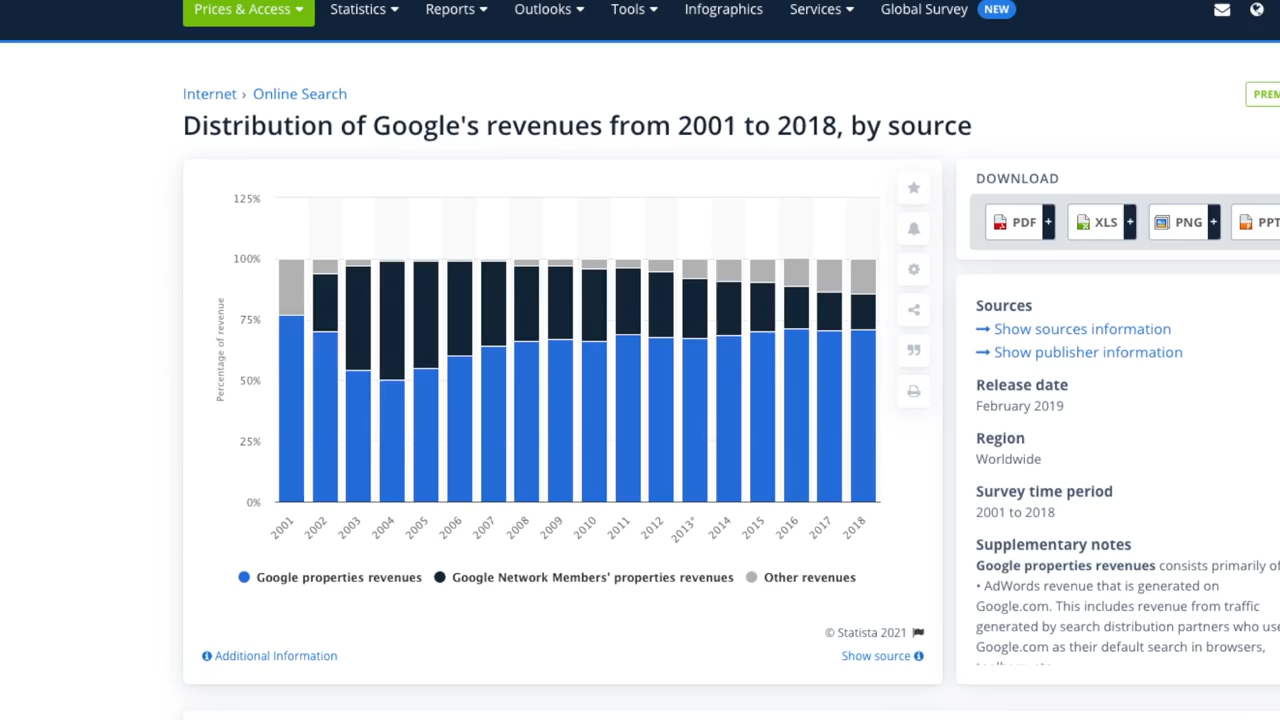 Prices & Access Statistics Reports Outlooks Tools Infographics Services Global Survey NEW
Internet › Online Search
PREM
Distribution of Google's revenues from 2001 to 2018, by source
125%
100%
75%
50%
25%
0%
Percentage of revenue
2001 2002 2003 2004 2005 2006 2007 2008 2009 2010 2011 2012 2013* 2014 2015 2016 2017 2018
Google properties revenues Google Network Members' properties revenues Other revenues
© Statista 2021
Additional Information Show source
DOWNLOAD
PDF + XLS + PNG + PPT
Sources
Show sources information
Show publisher information
Release date
February 2019
Region
Worldwide
Survey time period
2001 to 2018
Supplementary notes
Google properties revenues consists primarily of
• AdWords revenue that is generated on
Google.com. This includes revenue from traffic
generated by search distribution partners who use
Google.com as their default search in browsers,